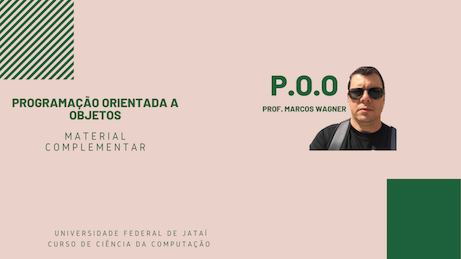 PROGRAMAÇÃO ORIENTADA A
OBJETOS
MATERIAL
COMPLEMENTAR
P.O.O
PROF. MARCOS WAGNER
UNIVERSIDADE FEDERAL DE JATAÍ
CURSO DE CIÊNCIA DA COMPUTAÇÃO